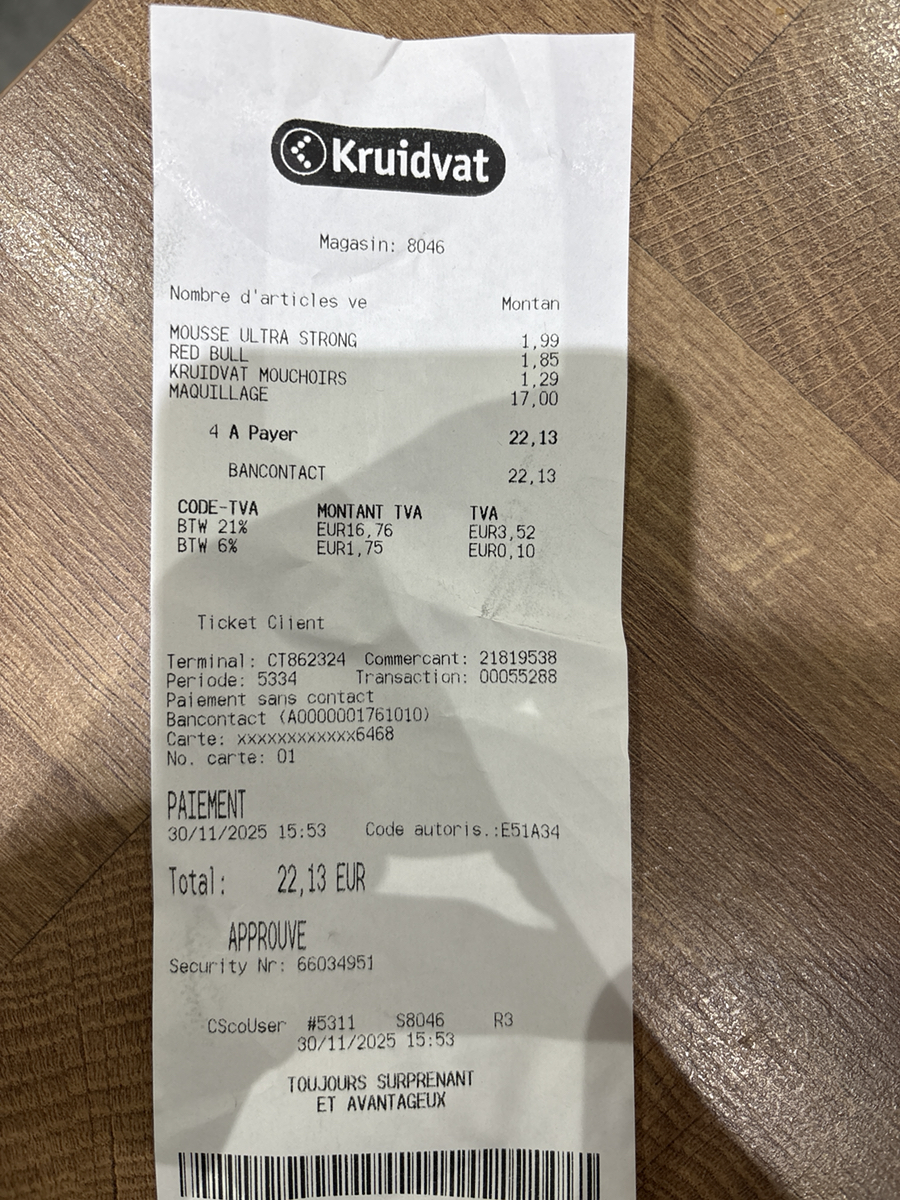 Kruidvat
Magasin: 8046
Nombre d'articles ve Montan
MOUSSE ULTRA STRONG 1,99
RED BULL 1,85
KRUIDVAT MOUCHOIRS 1,29
MAQUILLAGE 17,00
4 A Payer 22,13
BANCONTACT 22,13
CODE-TVA MONTANT TVA TVA
BTW 21% EUR16,76 EUR3,52
BTW 6% EUR1,75 EUR0,10
Ticket Client
Terminal: CT862324 Commercant: 21819538
Periode: 5334 Transaction: 00055288
Paiement sans contact
Bancontact (A0000001761010)
Carte: xxxxxxxxxxxx6468
No. carte: 01
PAIEMENT
30/11/2025 15:53 Code autoris.:E51A34
Total: 22,13 EUR
APPROUVE
Security Nr: 66034951
CScoUser #5311 S8046 R3
30/11/2025 15:53
TOUJOURS SURPRENANT
ET AVANTAGEUX